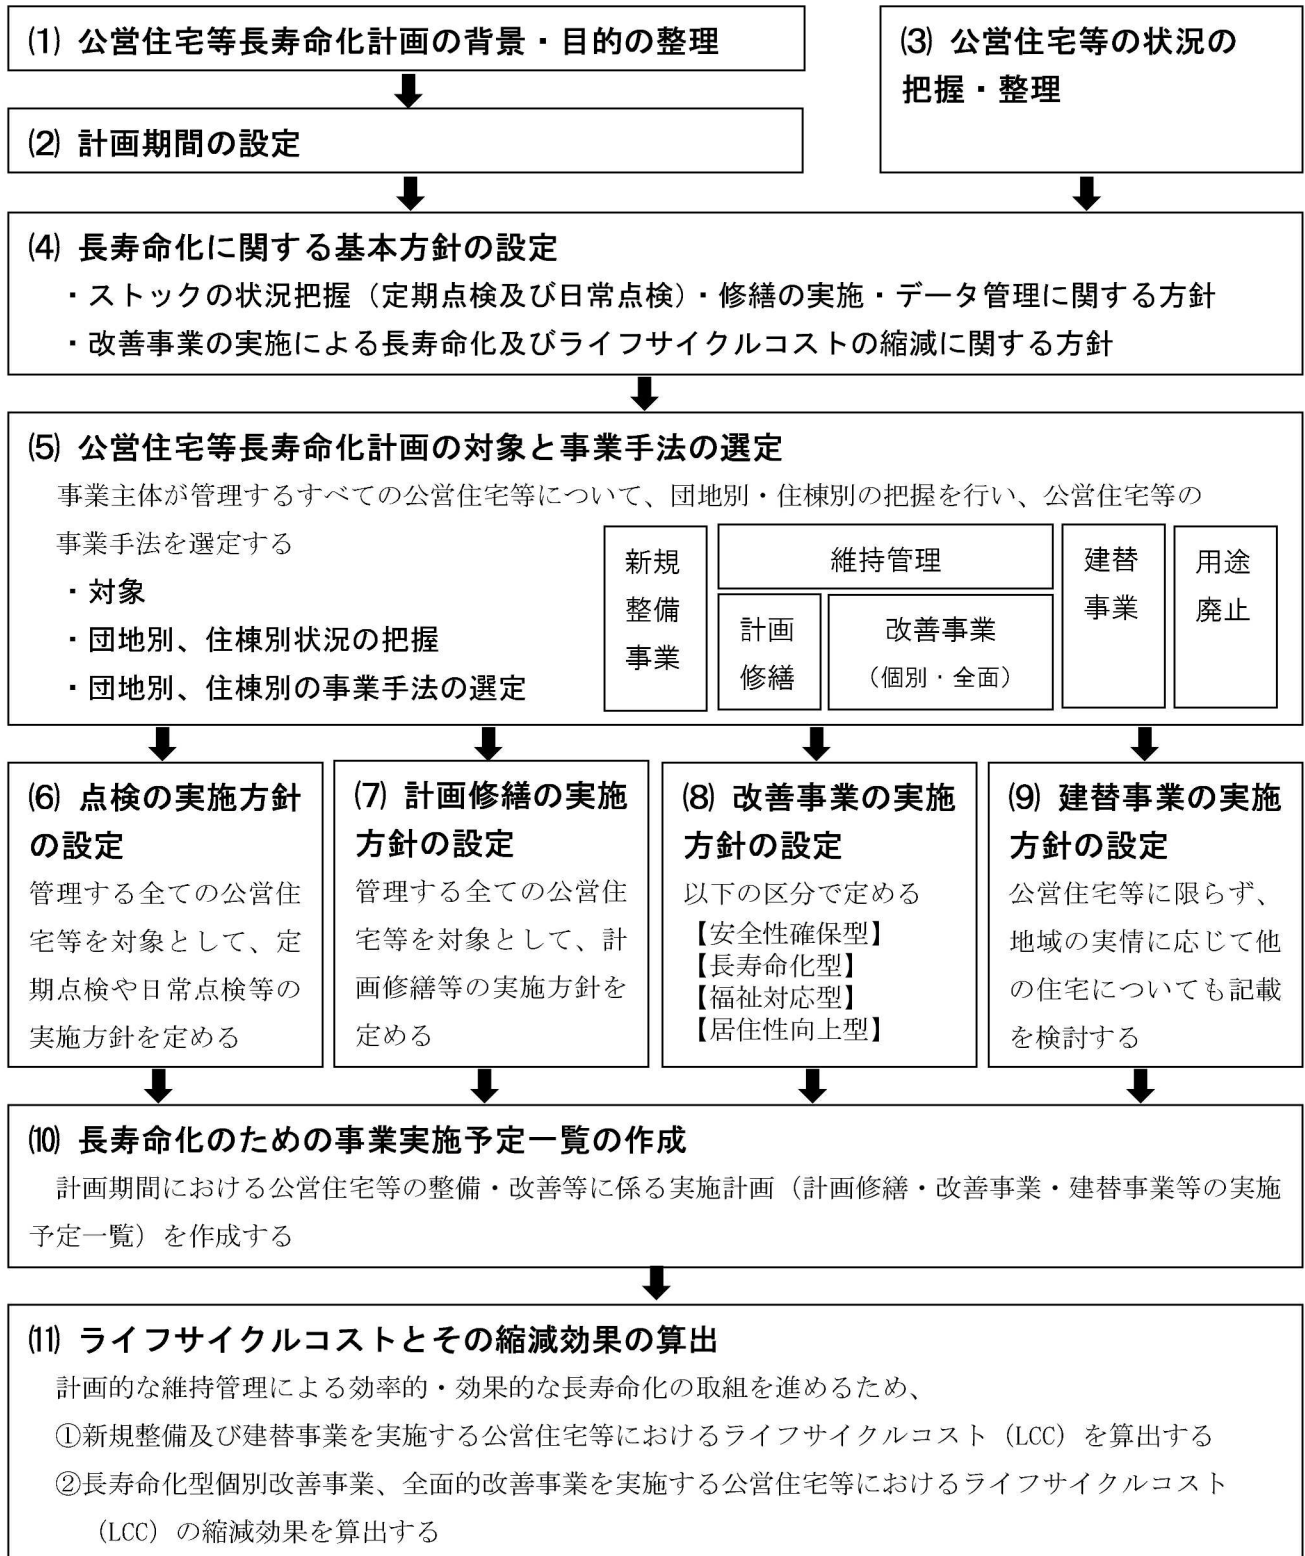 ⑴ 公営住宅等長寿命化計画の背景・目的の整理
⑵ 計画期間の設定
⑶ 公営住宅等の状況の
把握・整理
⑷ 長寿命化に関する基本方針の設定
・ストックの状況把握（定期点検及び日常点検）・修繕の実施・データ管理に関する方針
・改善事業の実施による長寿命化及びライフサイクルコストの縮減に関する方針
⑸ 公営住宅等長寿命化計画の対象と事業手法の選定
事業主体が管理するすべての公営住宅等について、団地別・住棟別の把握を行い、公営住宅等の
事業手法を選定する
・対象
・団地別、住棟別状況の把握
・団地別、住棟別の事業手法の選定
新規
整備
事業
維持管理
計画
修繕
改善事業
（個別・全面）
建替
事業
用途
廃止
⑹ 点検の実施方針
の設定
管理する全ての公営住
宅等を対象として、定
期点検や日常点検等の
実施方針を定める
⑺ 計画修繕の実施
方針の設定
管理する全ての公営住
宅等を対象として、計
画修繕等の実施方針を
定める
⑻ 改善事業の実施
方針の設定
以下の区分で定める
【安全性確保型】
【長寿命化型】
【福祉対応型】
【居住性向上型】
⑼ 建替事業の実施
方針の設定
公営住宅等に限らず、
地域の実情に応じて他
の住宅についても記載
を検討する
⑽ 長寿命化のための事業実施予定一覧の作成
計画期間における公営住宅等の整備・改善等に係る実施計画（計画修繕・改善事業・建替事業等の実施
予定一覧）を作成する
⑾ ライフサイクルコストとその縮減効果の算出
計画的な維持管理による効率的・効果的な長寿命化の取組を進めるため、
①新規整備及び建替事業を実施する公営住宅等におけるライフサイクルコスト（LCC）を算出する
②長寿命化型個別改善事業、全面的改善事業を実施する公営住宅等におけるライフサイクルコスト
（LCC）の縮減効果を算出する